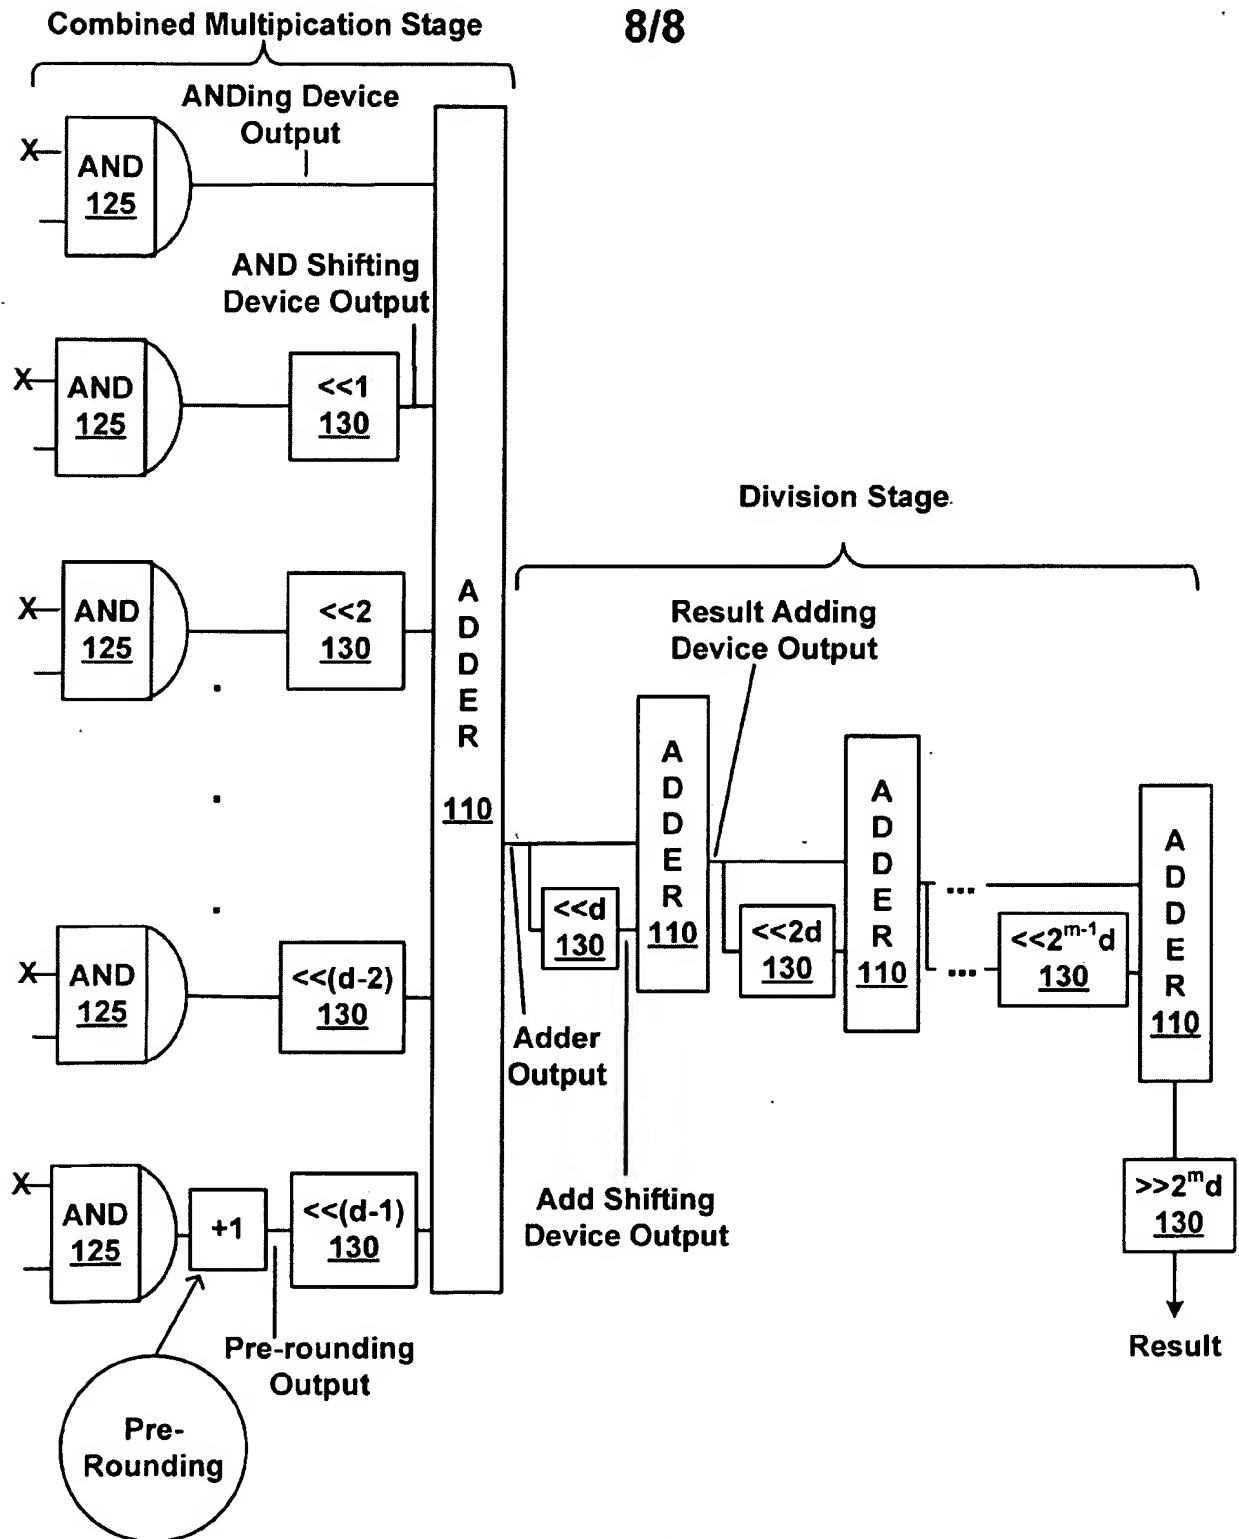 8/8
Combined Multipication Stage
ANDing Device
Output
X
AND
125
AND Shifting
Device Output
X
AND
125
<<1
130
X
AND
125
<<2
130
.
.
.
X
AND
125
<<(d-2)
130
X
AND
125
+1
<<(d-1)
130
Pre-rounding
Output
Pre-
Rounding
A
D
D
E
R
110
Adder
Output
Division Stage
Result Adding
Device Output
<<d
130
Add Shifting
Device Output
A
D
D
E
R
110
<<2d
130
A
D
D
E
R
110
...
...
<<2^m-1d
130
A
D
D
E
R
110
>>2^md
130
Result